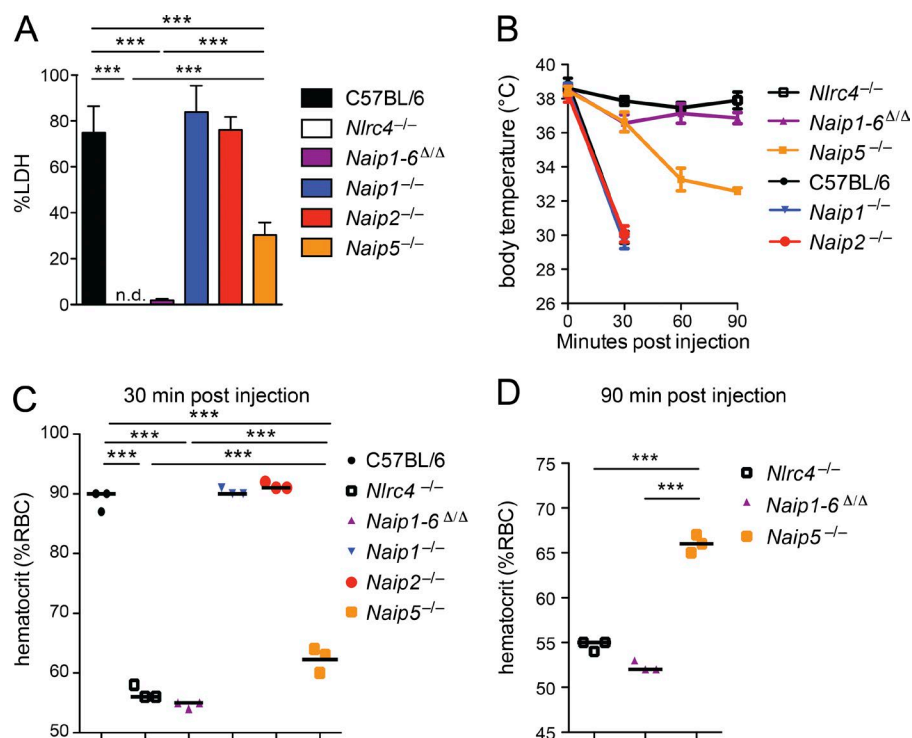 A
***
*** ***
*** ***
%LDH
100
80
60
40
20
0
n.d.
C57BL/6
Nlrc4–/–
Naip1-6Δ/Δ
Naip1–/–
Naip2–/–
Naip5–/–
B
body temperature (°C)
40
38
36
34
32
30
28
26
0 30 60 90
Minutes post injection
Nlrc4–/–
Naip1-6Δ/Δ
Naip5–/–
C57BL/6
Naip1–/–
Naip2–/–
C
30 min post injection
***
*** ***
*** ***
hematocrit (%RBC)
100
90
80
70
60
50
C57BL/6
Nlrc4–/–
Naip1-6Δ/Δ
Naip1–/–
Naip2–/–
Naip5–/–
D
90 min post injection
***
***
hematocrit (%RBC)
75
70
65
60
55
50
45
Nlrc4–/–
Naip1-6Δ/Δ
Naip5–/–